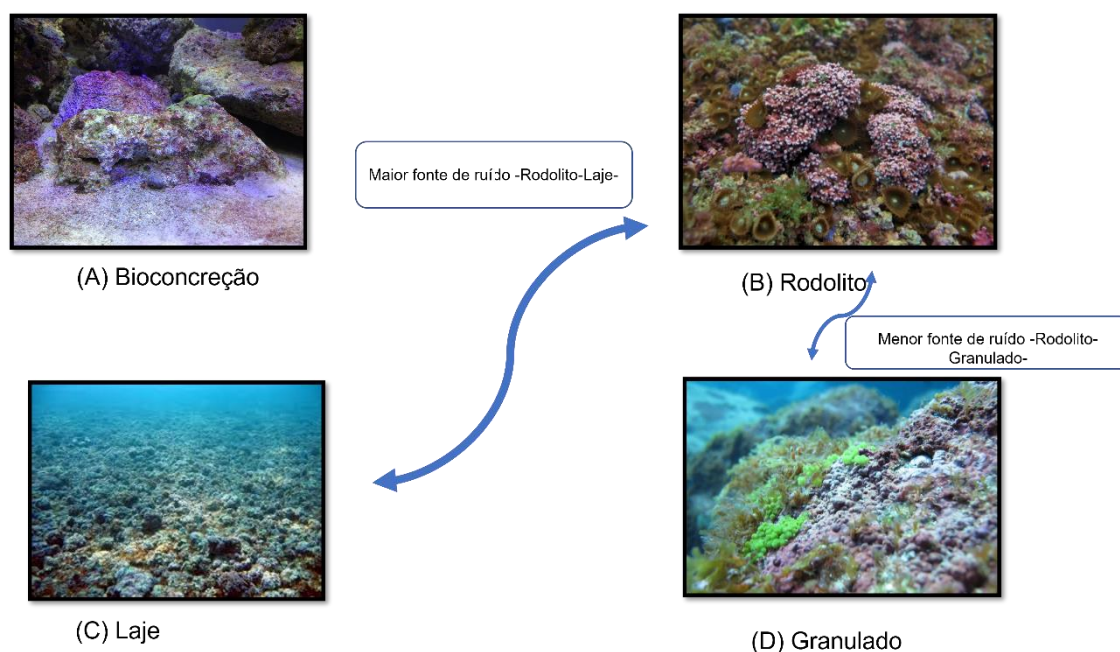 Maior fonte de ruído -Rodolito-Laje-
(A) Bioconcreção
(B) Rodolito
Menor fonte de ruído -Rodolito-
Granulado-
(C) Laje
(D) Granulado